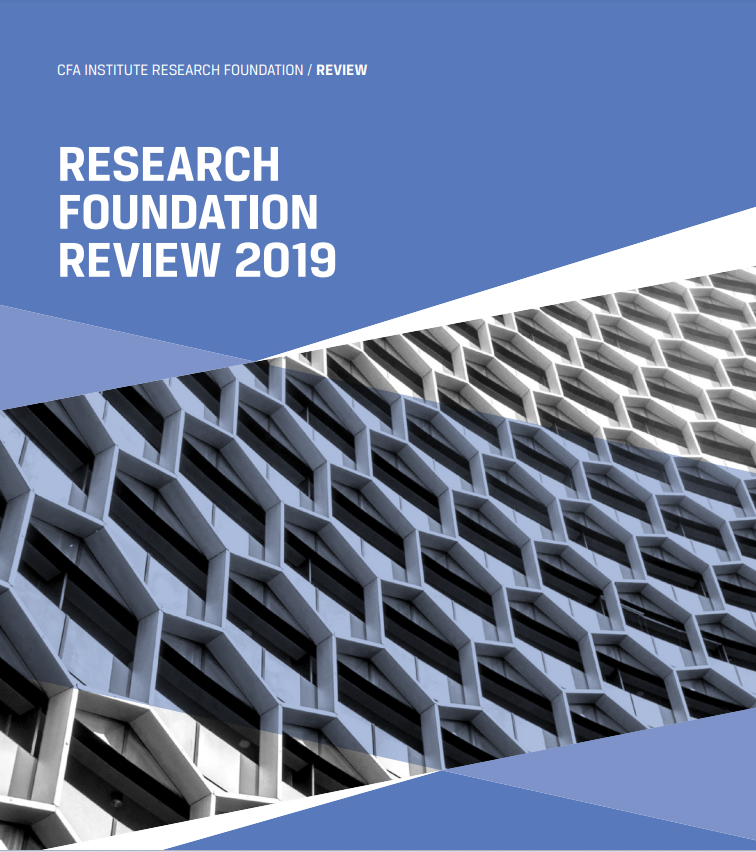 CFA INSTITUTE RESEARCH FOUNDATION / REVIEW
RESEARCH
FOUNDATION
REVIEW 2019